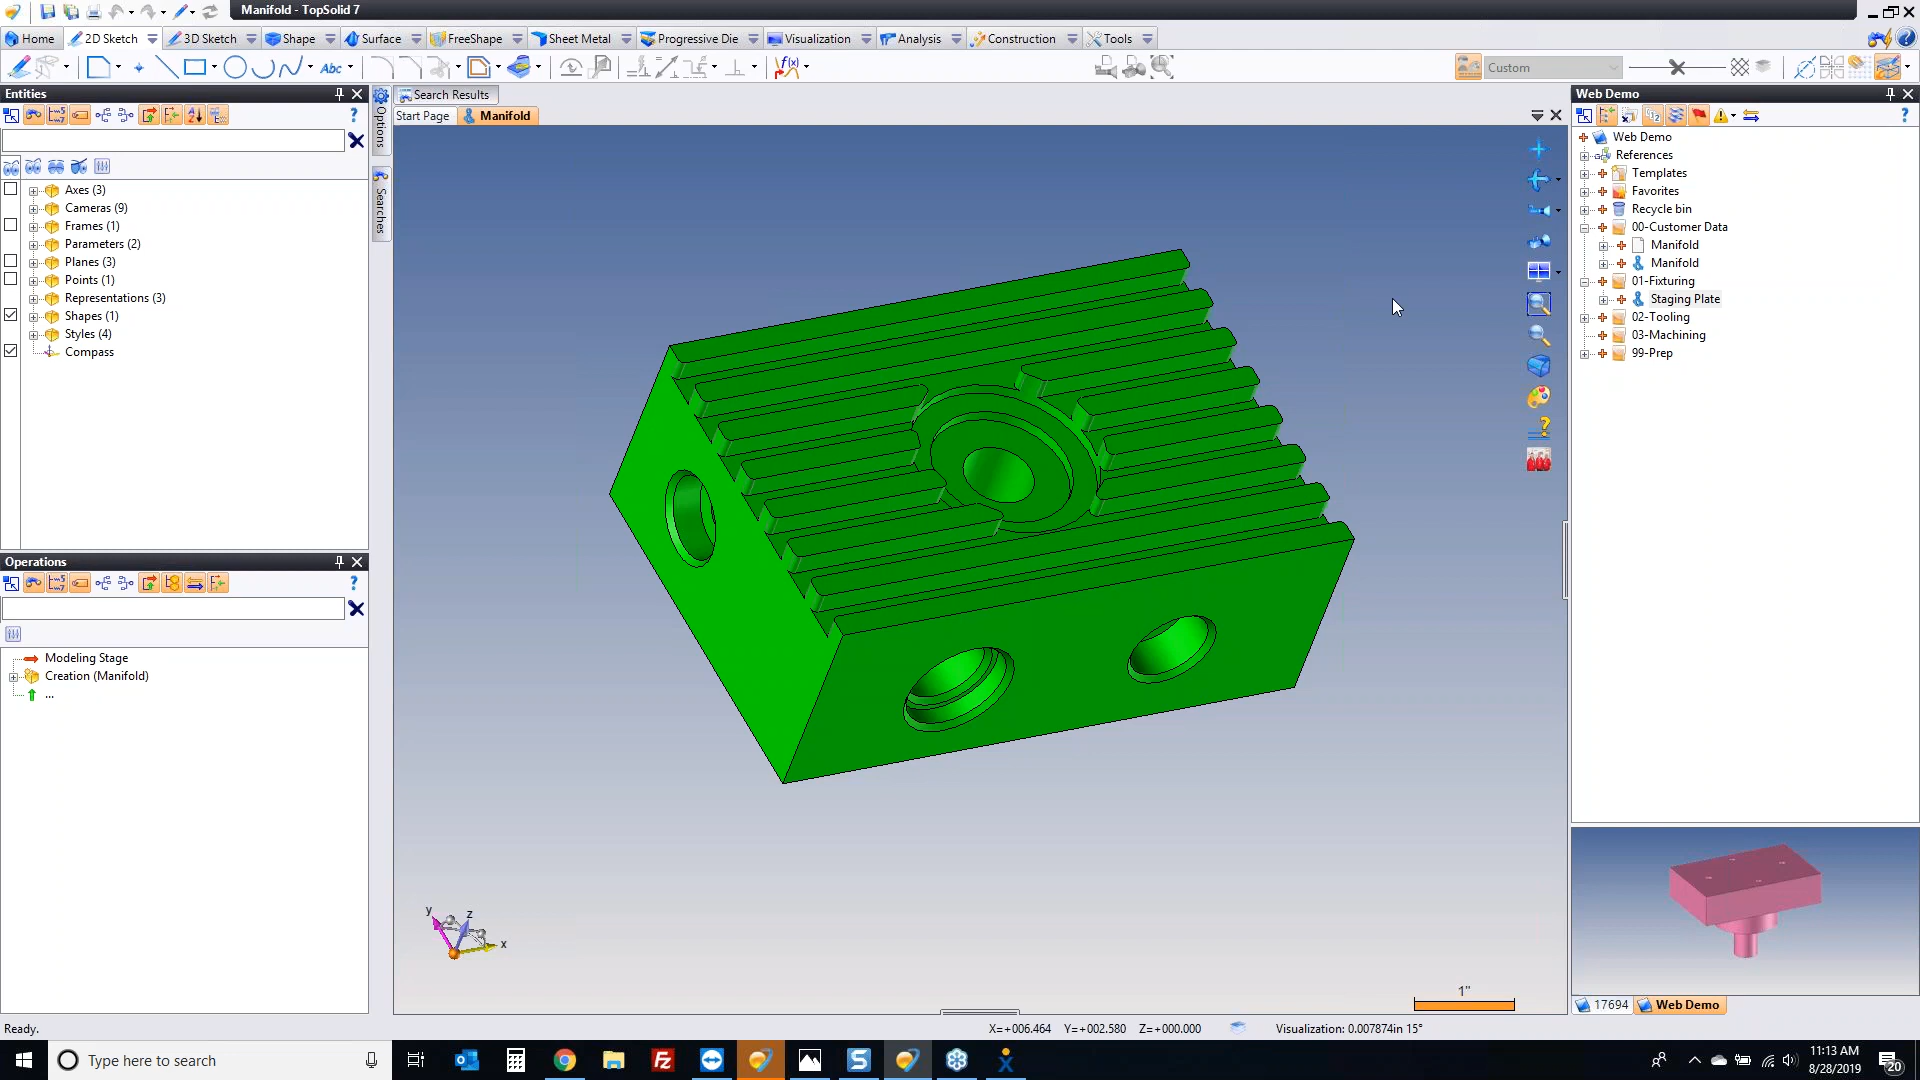 Manifold - TopSolid 7
Home
2D Sketch
3D Sketch
Shape
Surface
FreeShape
Sheet Metal
Progressive Die
Visualization
Analysis
Construction
Tools
Abc
f(x)
Custom
Entities
Options
Searches
Search Results
Start Page
Manifold
Axes (3)
Cameras (9)
Frames (1)
Parameters (2)
Planes (3)
Points (1)
Representations (3)
Shapes (1)
Styles (4)
Compass
Operations
Modeling Stage
Creation (Manifold)
...
y
z
x
1"
Web Demo
Web Demo
References
Templates
Favorites
Recycle bin
00-Customer Data
Manifold
Manifold
01-Fixturing
Staging Plate
02-Tooling
03-Machining
99-Prep
17694
Web Demo
Ready.
X=+006.464 Y=+002.580 Z=+000.000
Visualization: 0.007874in 15°
Type here to search
11:13 AM
8/28/2019
20